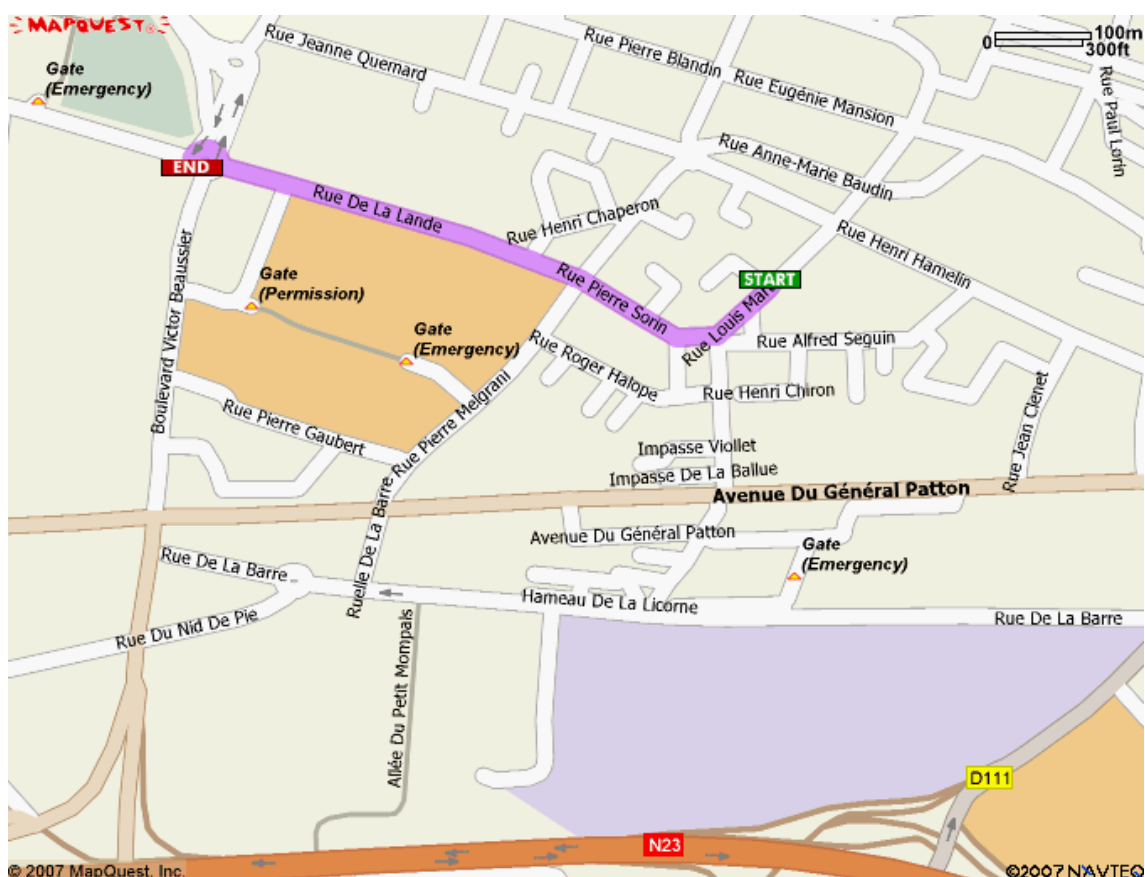 MAPQUEST
100m
0
300ft
Rue Jeanne Quemard
Rue Pierre Blandin
Rue Eugénie Mansion
Rue Paul Lorin
Gate
(Emergency)
Rue Anne-Marie Baudin
END
Rue De La Lande
Rue Henri Chaperon
Rue Henri Hamelin
Gate
(Permission)
Rue Pierre Sorin
START
Rue Louis
Boulevard Victor Beaussier
Gate
(Emergency)
Rue Roger Halope
Rue Alfred Seguin
Rue Henri Chiron
Rue Pierre Melgrani
Rue Pierre Gaubert
Impasse Viollet
Impasse De La Ballue
Rue Jean Clenet
Avenue Du Général Patton
Ruelle De La Barre
Avenue Du Général Patton
Gate
(Emergency)
Rue De La Barre
Hameau De La Licorne
Rue De La Barre
Rue Du Nid De Pie
Allée Du Petit Mompals
D111
N23
© 2007 MapQuest, Inc.
©2007 NAVTEQ